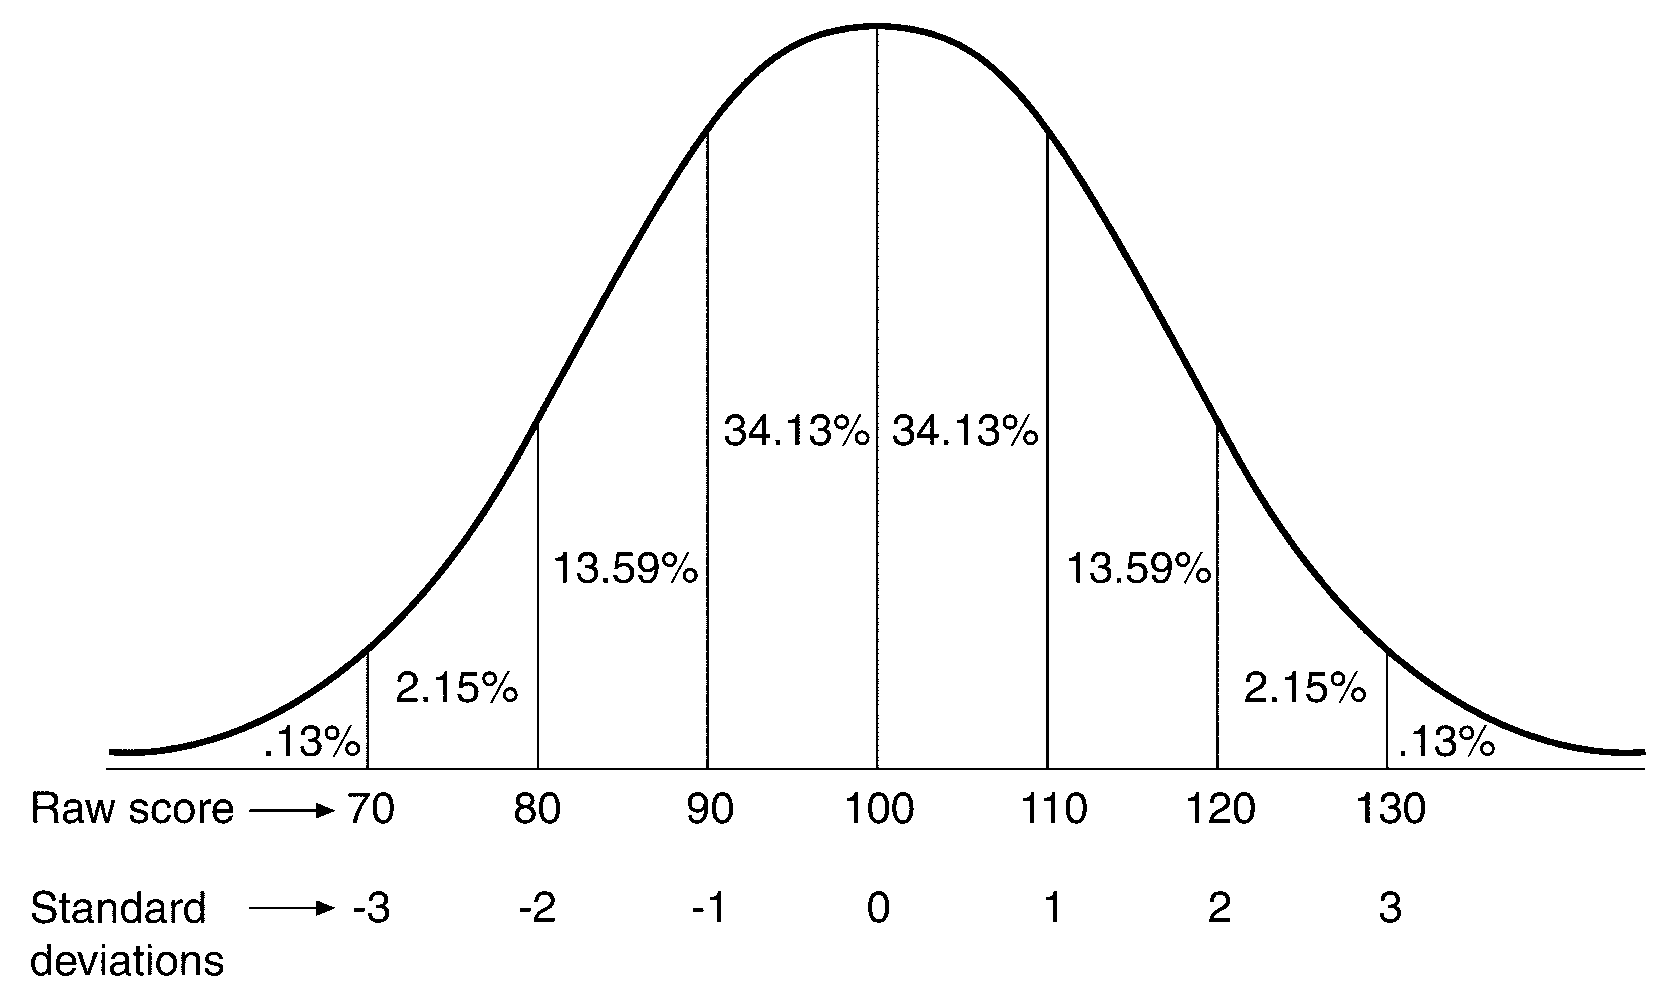 34.13% 34.13%
13.59% 13.59%
2.15% 2.15%
.13% .13%
Raw score 70 80 90 100 110 120 130
Standard -3 -2 -1 0 1 2 3
deviations